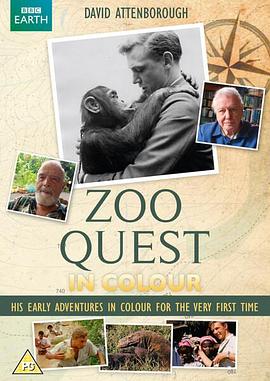 BBC
EARTH
DAVID ATTENBOROUGH
ZOO
QUEST
IN COLOUR
740
HIS EARLY ADVENTURES IN COLOUR FOR THE VERY FIRST TIME
PG